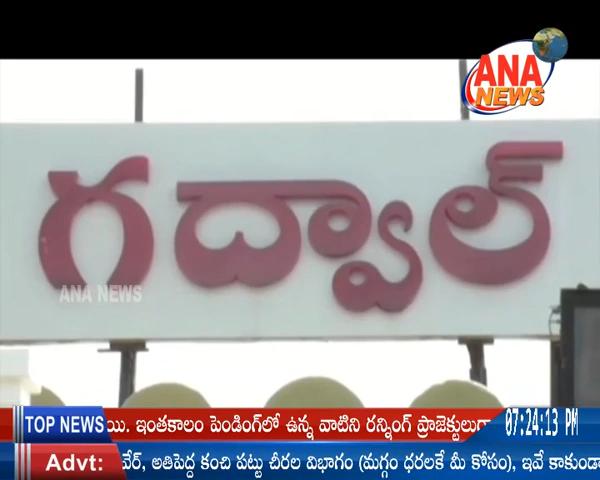 ANA
NEWS
గద్వాల్
ANA NEWS
TOP NEWS యి. ఇంతకాలం పెండింగ్‌లో ఉన్న వాటిని రన్నింగ్ ప్రాజెక్టులుగా 07:24:13 PM
Advt: వేర్, అతిపెద్ద కంచి పట్టు చీరల విభాగం (మగ్గం ధరలకే మీ కోసం), ఇవే కాకుండా